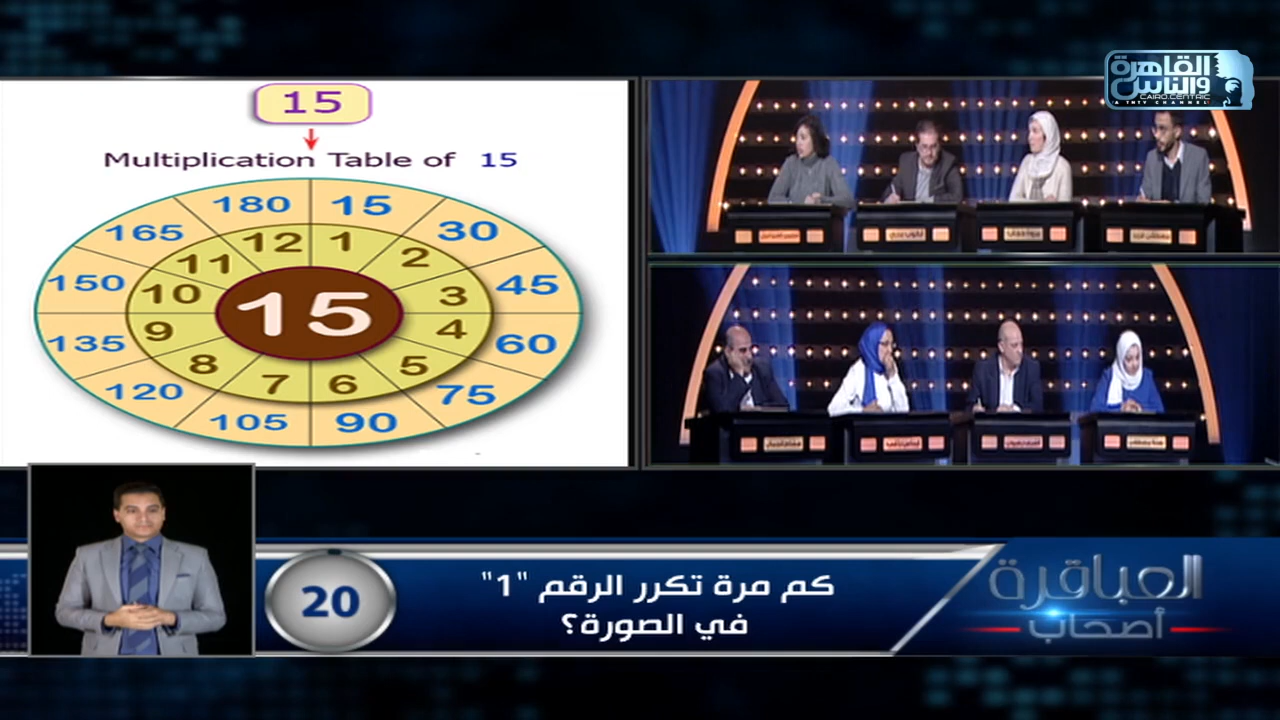 القاهرة
والناس
CAIRO.CENTRIC
A TNTV CHANNEL
15
Multiplication Table of 15
180 15
165 30
12 1
11 2
150 10 3 45
15
135 9 4 60
8 5
120 7 6 75
105 90
20
كم مرة تكرر الرقم "1"
في الصورة؟
العباقرة
أصحاب